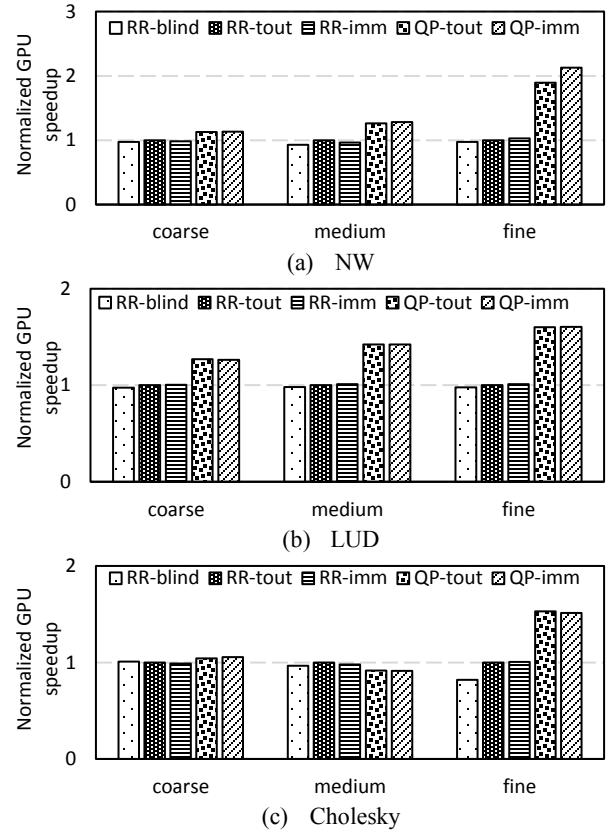 3
RR-blind RR-tout RR-imm QP-tout QP-imm
2
1
0
Normalized GPU
speedup
coarse medium fine
(a) NW
2
RR-blind RR-tout RR-imm QP-tout QP-imm
1
0
Normalized GPU
speedup
coarse medium fine
(b) LUD
2
RR-blind RR-tout RR-imm QP-tout QP-imm
1
0
Normalized GPU
speedup
coarse medium fine
(c) Cholesky